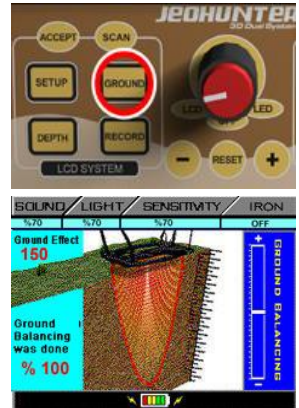 JEOHUNTER
3D Dual System
ACCEPT SCAN
SETUP GROUND
LCD OFF LED
DEPTH RECORD
- RESET +
LCD SYSTEM
SOUND LIGHT SENSITIVITY IRON
%70 %70 %70 OFF
Ground Effect
150
Ground
Balancing
was done
% 100
+
GROUND BALANCING
-